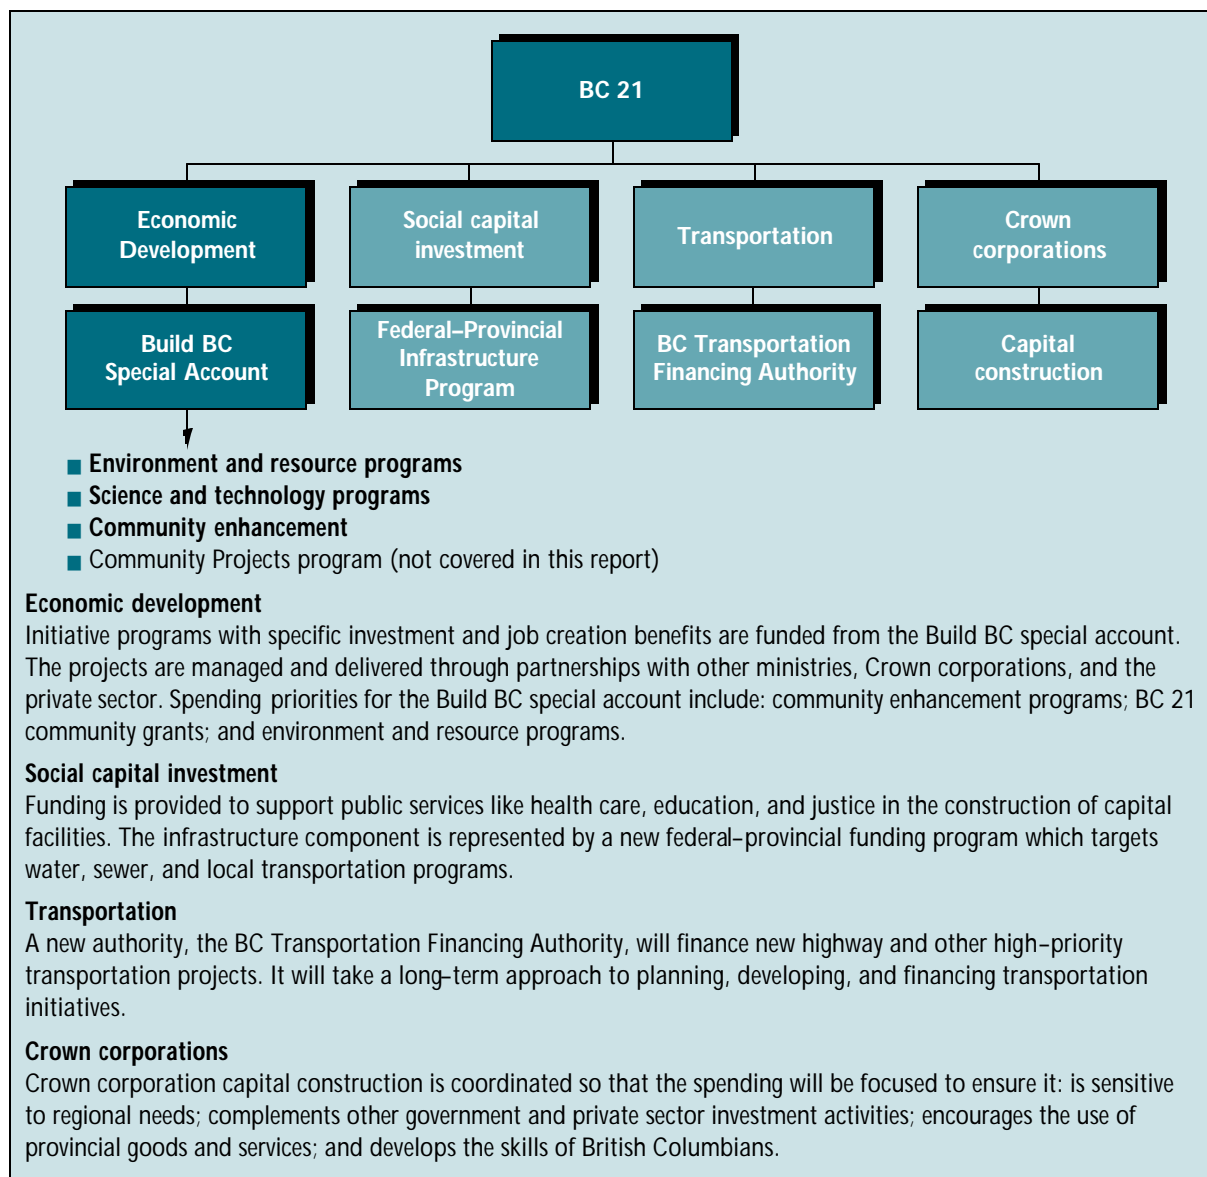 BC 21
Economic
Development
Social capital
investment
Transportation
Crown
corporations
Build BC
Special Account
Federal–Provincial
Infrastructure
Program
BC Transportation
Financing Authority
Capital
construction
■ Environment and resource programs
■ Science and technology programs
■ Community enhancement
■ Community Projects program (not covered in this report)
Economic development
Initiative programs with specific investment and job creation benefits are funded from the Build BC special account.
The projects are managed and delivered through partnerships with other ministries, Crown corporations, and the
private sector. Spending priorities for the Build BC special account include: community enhancement programs; BC 21
community grants; and environment and resource programs.
Social capital investment
Funding is provided to support public services like health care, education, and justice in the construction of capital
facilities. The infrastructure component is represented by a new federal–provincial funding program which targets
water, sewer, and local transportation programs.
Transportation
A new authority, the BC Transportation Financing Authority, will finance new highway and other high–priority
transportation projects. It will take a long–term approach to planning, developing, and financing transportation
initiatives.
Crown corporations
Crown corporation capital construction is coordinated so that the spending will be focused to ensure it: is sensitive
to regional needs; complements other government and private sector investment activities; encourages the use of
provincial goods and services; and develops the skills of British Columbians.